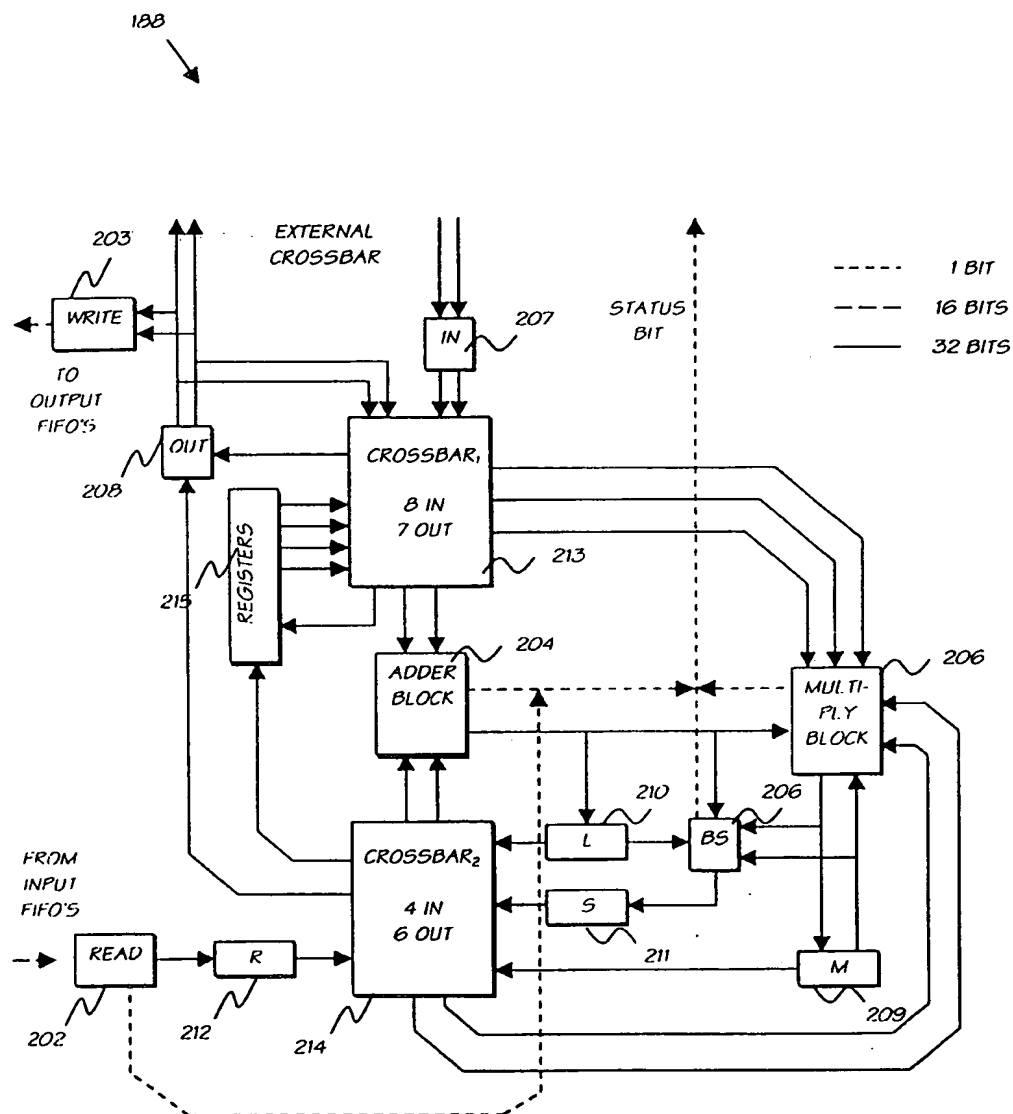 188
EXTERNAL
CROSSBAR
203
WRITE
TO
OUTPUT
FIFO'S
IN
207
STATUS
BIT
1 BIT
16 BITS
32 BITS
OUT
208
CROSSBAR1
8 IN
7 OUT
213
REGISTERS
215
204
ADDER
BLOCK
206
MULTI-
PLY
BLOCK
210
L
206
BS
CROSSBAR2
4 IN
6 OUT
214
S
211
M
209
FROM
INPUT
FIFO'S
READ
202
R
212